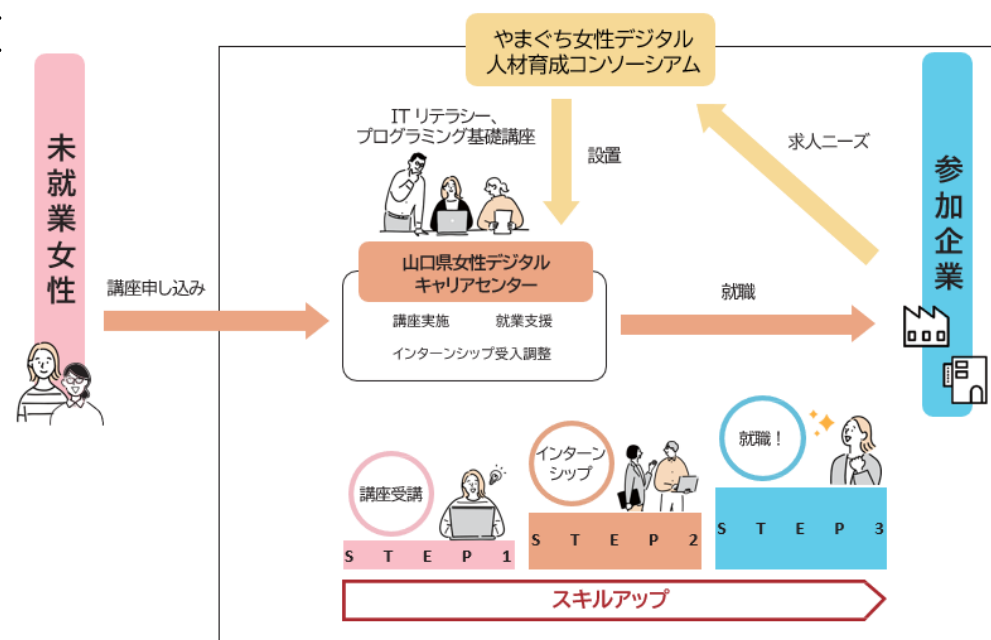 やまぐち女性デジタル
人材育成コンソーシアム
未就業女性
IT リテラシー、
プログラミング基礎講座
設置
求人ニーズ
参加企業
山口県女性デジタル
キャリアセンター
講座申し込み
就職
講座実施 就業支援
インターンシップ受入調整
講座受講
インターン
シップ
就職！
STEP1
STEP2
STEP3
スキルアップ